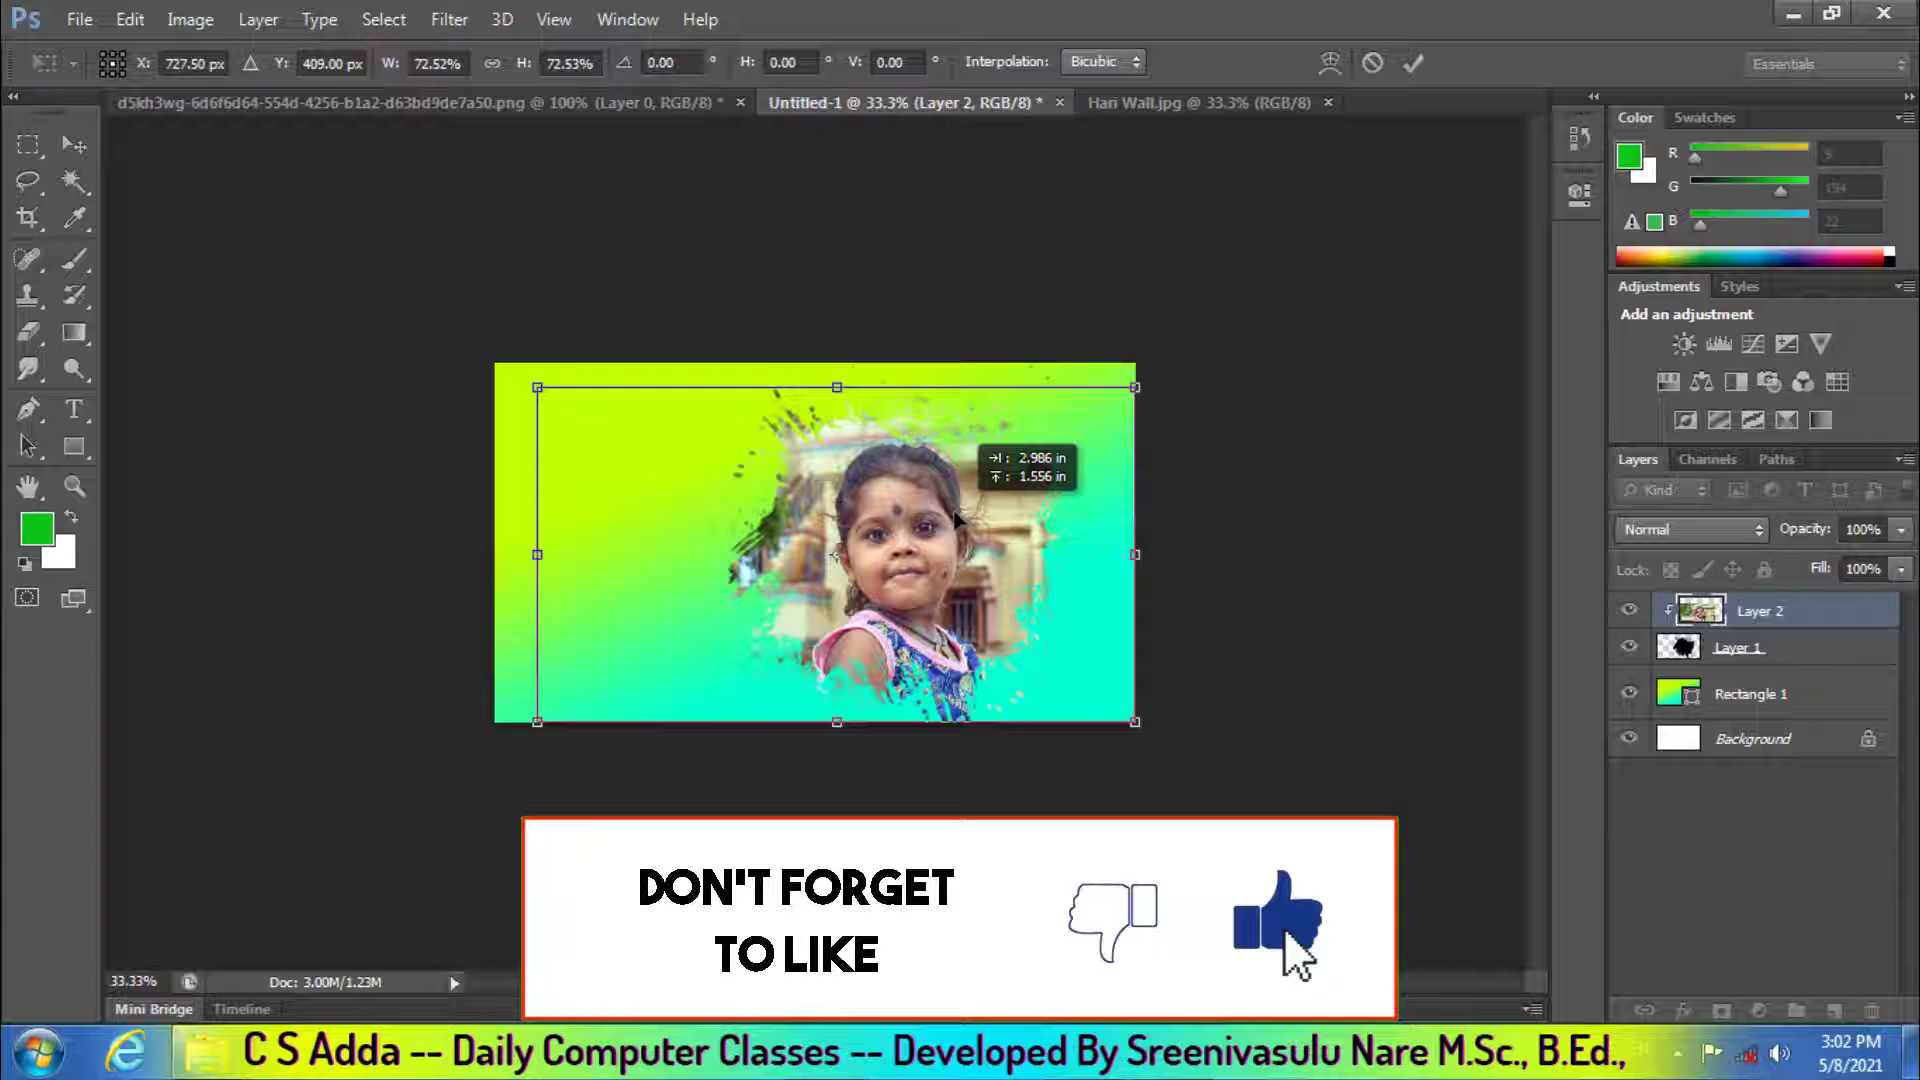 Ps File Edit Image Layer Type Select Filter 3D View Window Help
X: 727.50 px Y: 409.00 px W: 72.52% H: 72.53% 0.00 ° H: 0.00 ° V: 0.00 ° Interpolation: Bicubic Essentials
d5kh3wg-6d6f6d64-554d-4256-b1a2-d63bd9de7a50.png @ 100% (Layer 0, RGB/8) * × Untitled-1 @ 33.3% (Layer 2, RGB/8) * × Hari Wall.jpg @ 33.3% (RGB/8) ×
Color Swatches
R
G 194
B 22
Adjustments Styles
Add an adjustment
2.986 in
1.556 in
Layers Channels Paths
Kind
Normal Opacity: 100%
Lock: Fill: 100%
Layer 2
Layer 1
Rectangle 1
Background
DON'T FORGET
TO LIKE
33.33% Doc: 3.00M/1.23M
Mini Bridge Timeline
C S Adda -- Daily Computer Classes -- Developed By Sreenivasulu Nare M.Sc., B.Ed.,
3:02 PM
5/8/2021